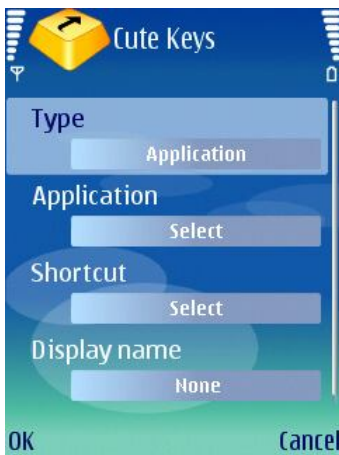 Cute Keys
Type
Application
Application
Select
Shortcut
Select
Display name
None
OK Cancel